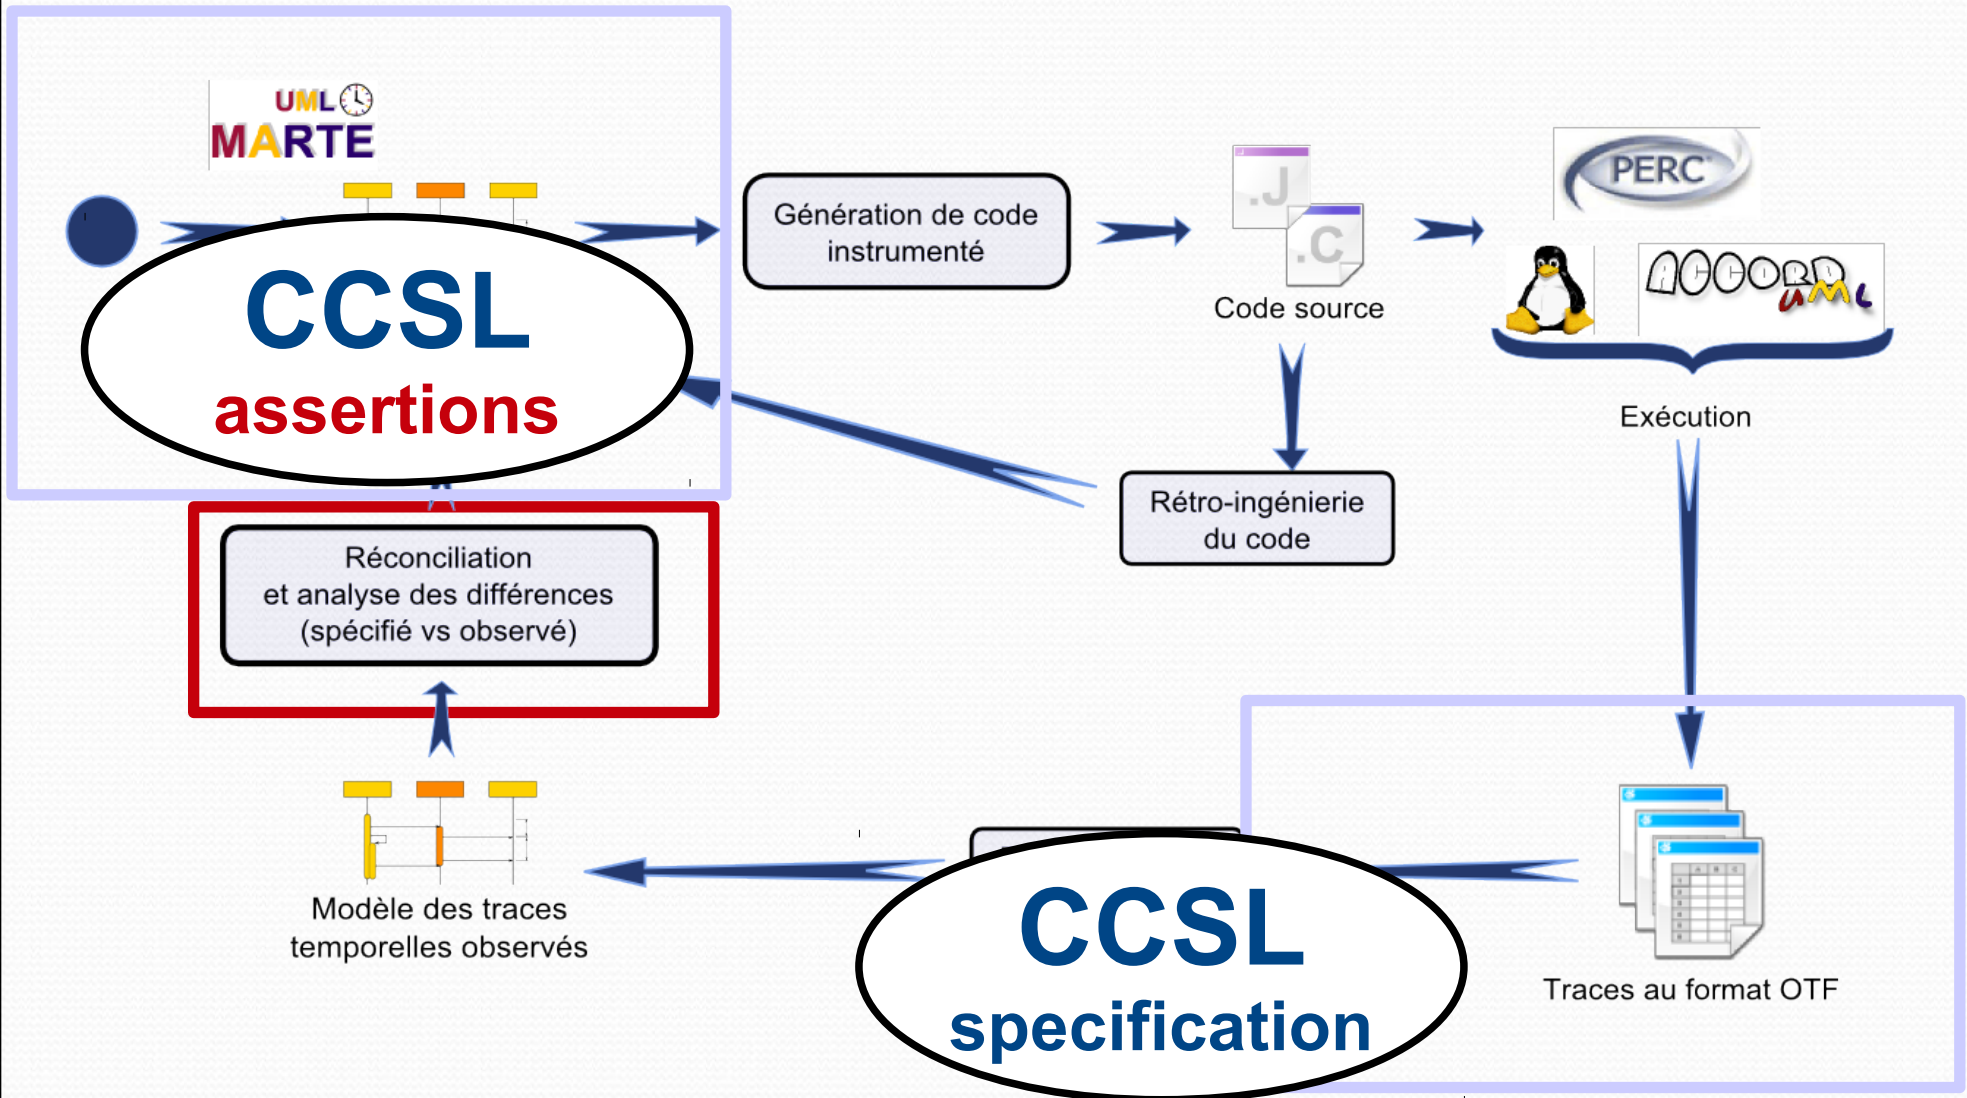 UML
MARTE
CCSL
assertions
Génération de code
instrumenté
.J
.C
Code source
PERC
ACCORD
UML
Exécution
Rétro-ingénierie
du code
Réconciliation
et analyse des différences
(spécifié vs observé)
Modèle des traces
temporelles observés
CCSL
specification
Traces au format OTF